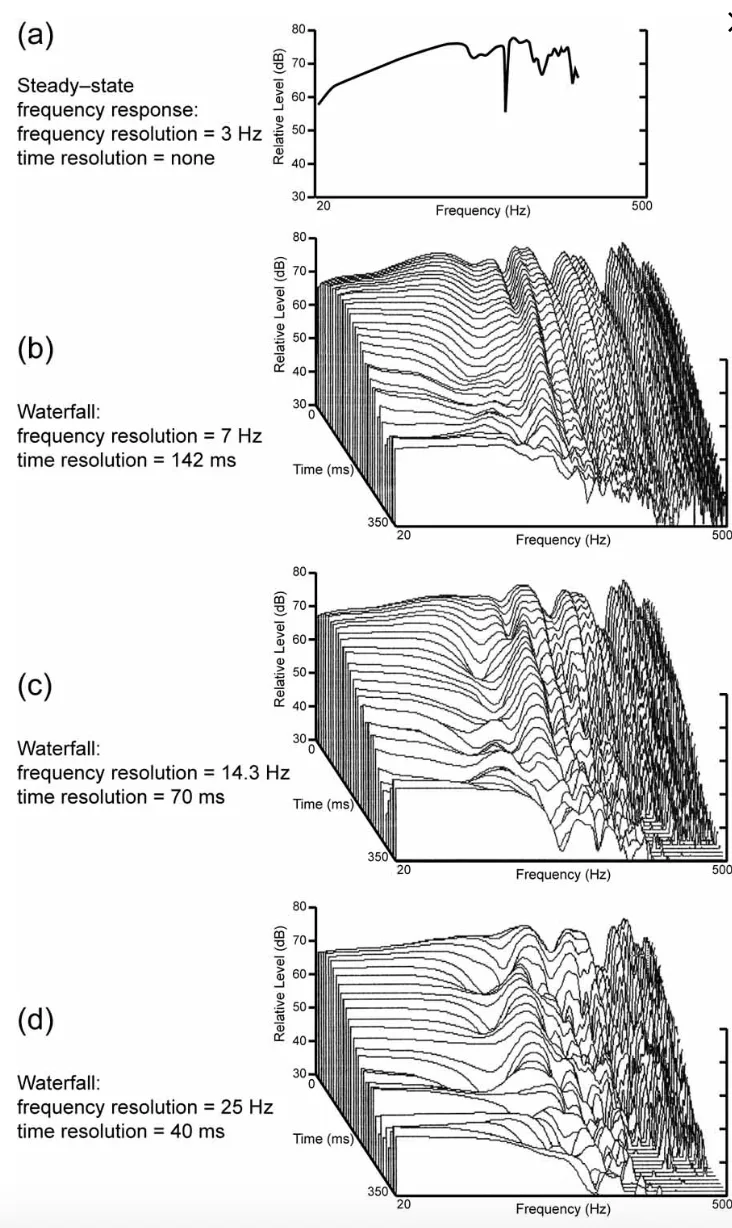 (a)
Steady–state
frequency response:
frequency resolution = 3 Hz
time resolution = none
Relative Level (dB)
80
70
60
50
40
30
20
Frequency (Hz)
500
(b)
Waterfall:
frequency resolution = 7 Hz
time resolution = 142 ms
Relative Level (dB)
80
70
60
50
40
30
0
Time (ms)
350
20
Frequency (Hz)
500
(c)
Waterfall:
frequency resolution = 14.3 Hz
time resolution = 70 ms
Relative Level (dB)
80
70
60
50
40
30
0
Time (ms)
350
20
Frequency (Hz)
500
(d)
Waterfall:
frequency resolution = 25 Hz
time resolution = 40 ms
Relative Level (dB)
80
70
60
50
40
30
0
Time (ms)
350
20
Frequency (Hz)
500